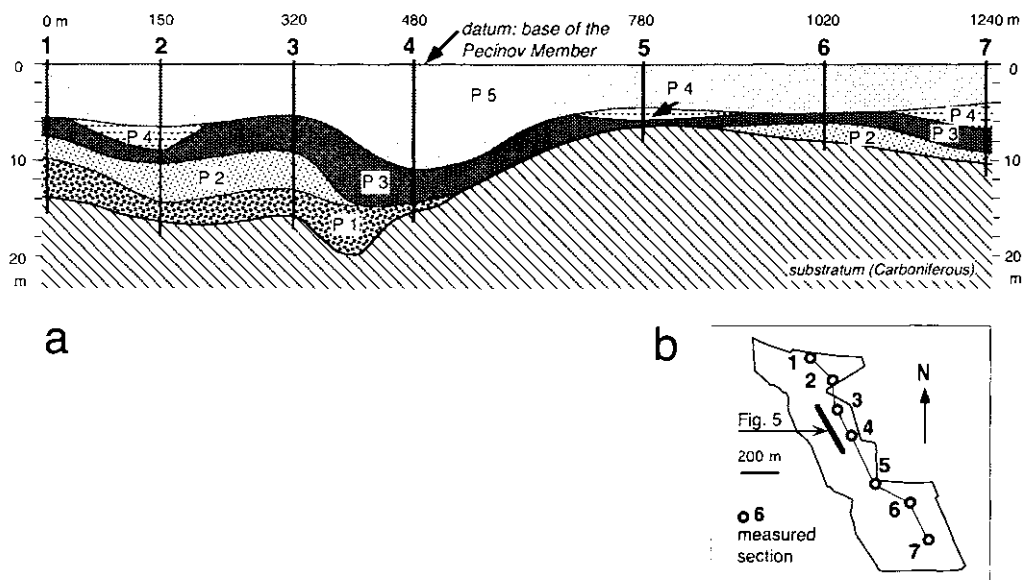 0 m 150 320 480 780 1020 1240 m
1 2 3 4 5 6 7
datum: base of the
Pecinov Member
0 0
P 5
P 4
P 4 P 4
P 2 P 3
10 10
P 2 P 3
P 1
20 20
m m
substratum (Carboniferous)
a b
1
2
3
N
Fig. 5
4
200 m
5
6
6
measured
section
7